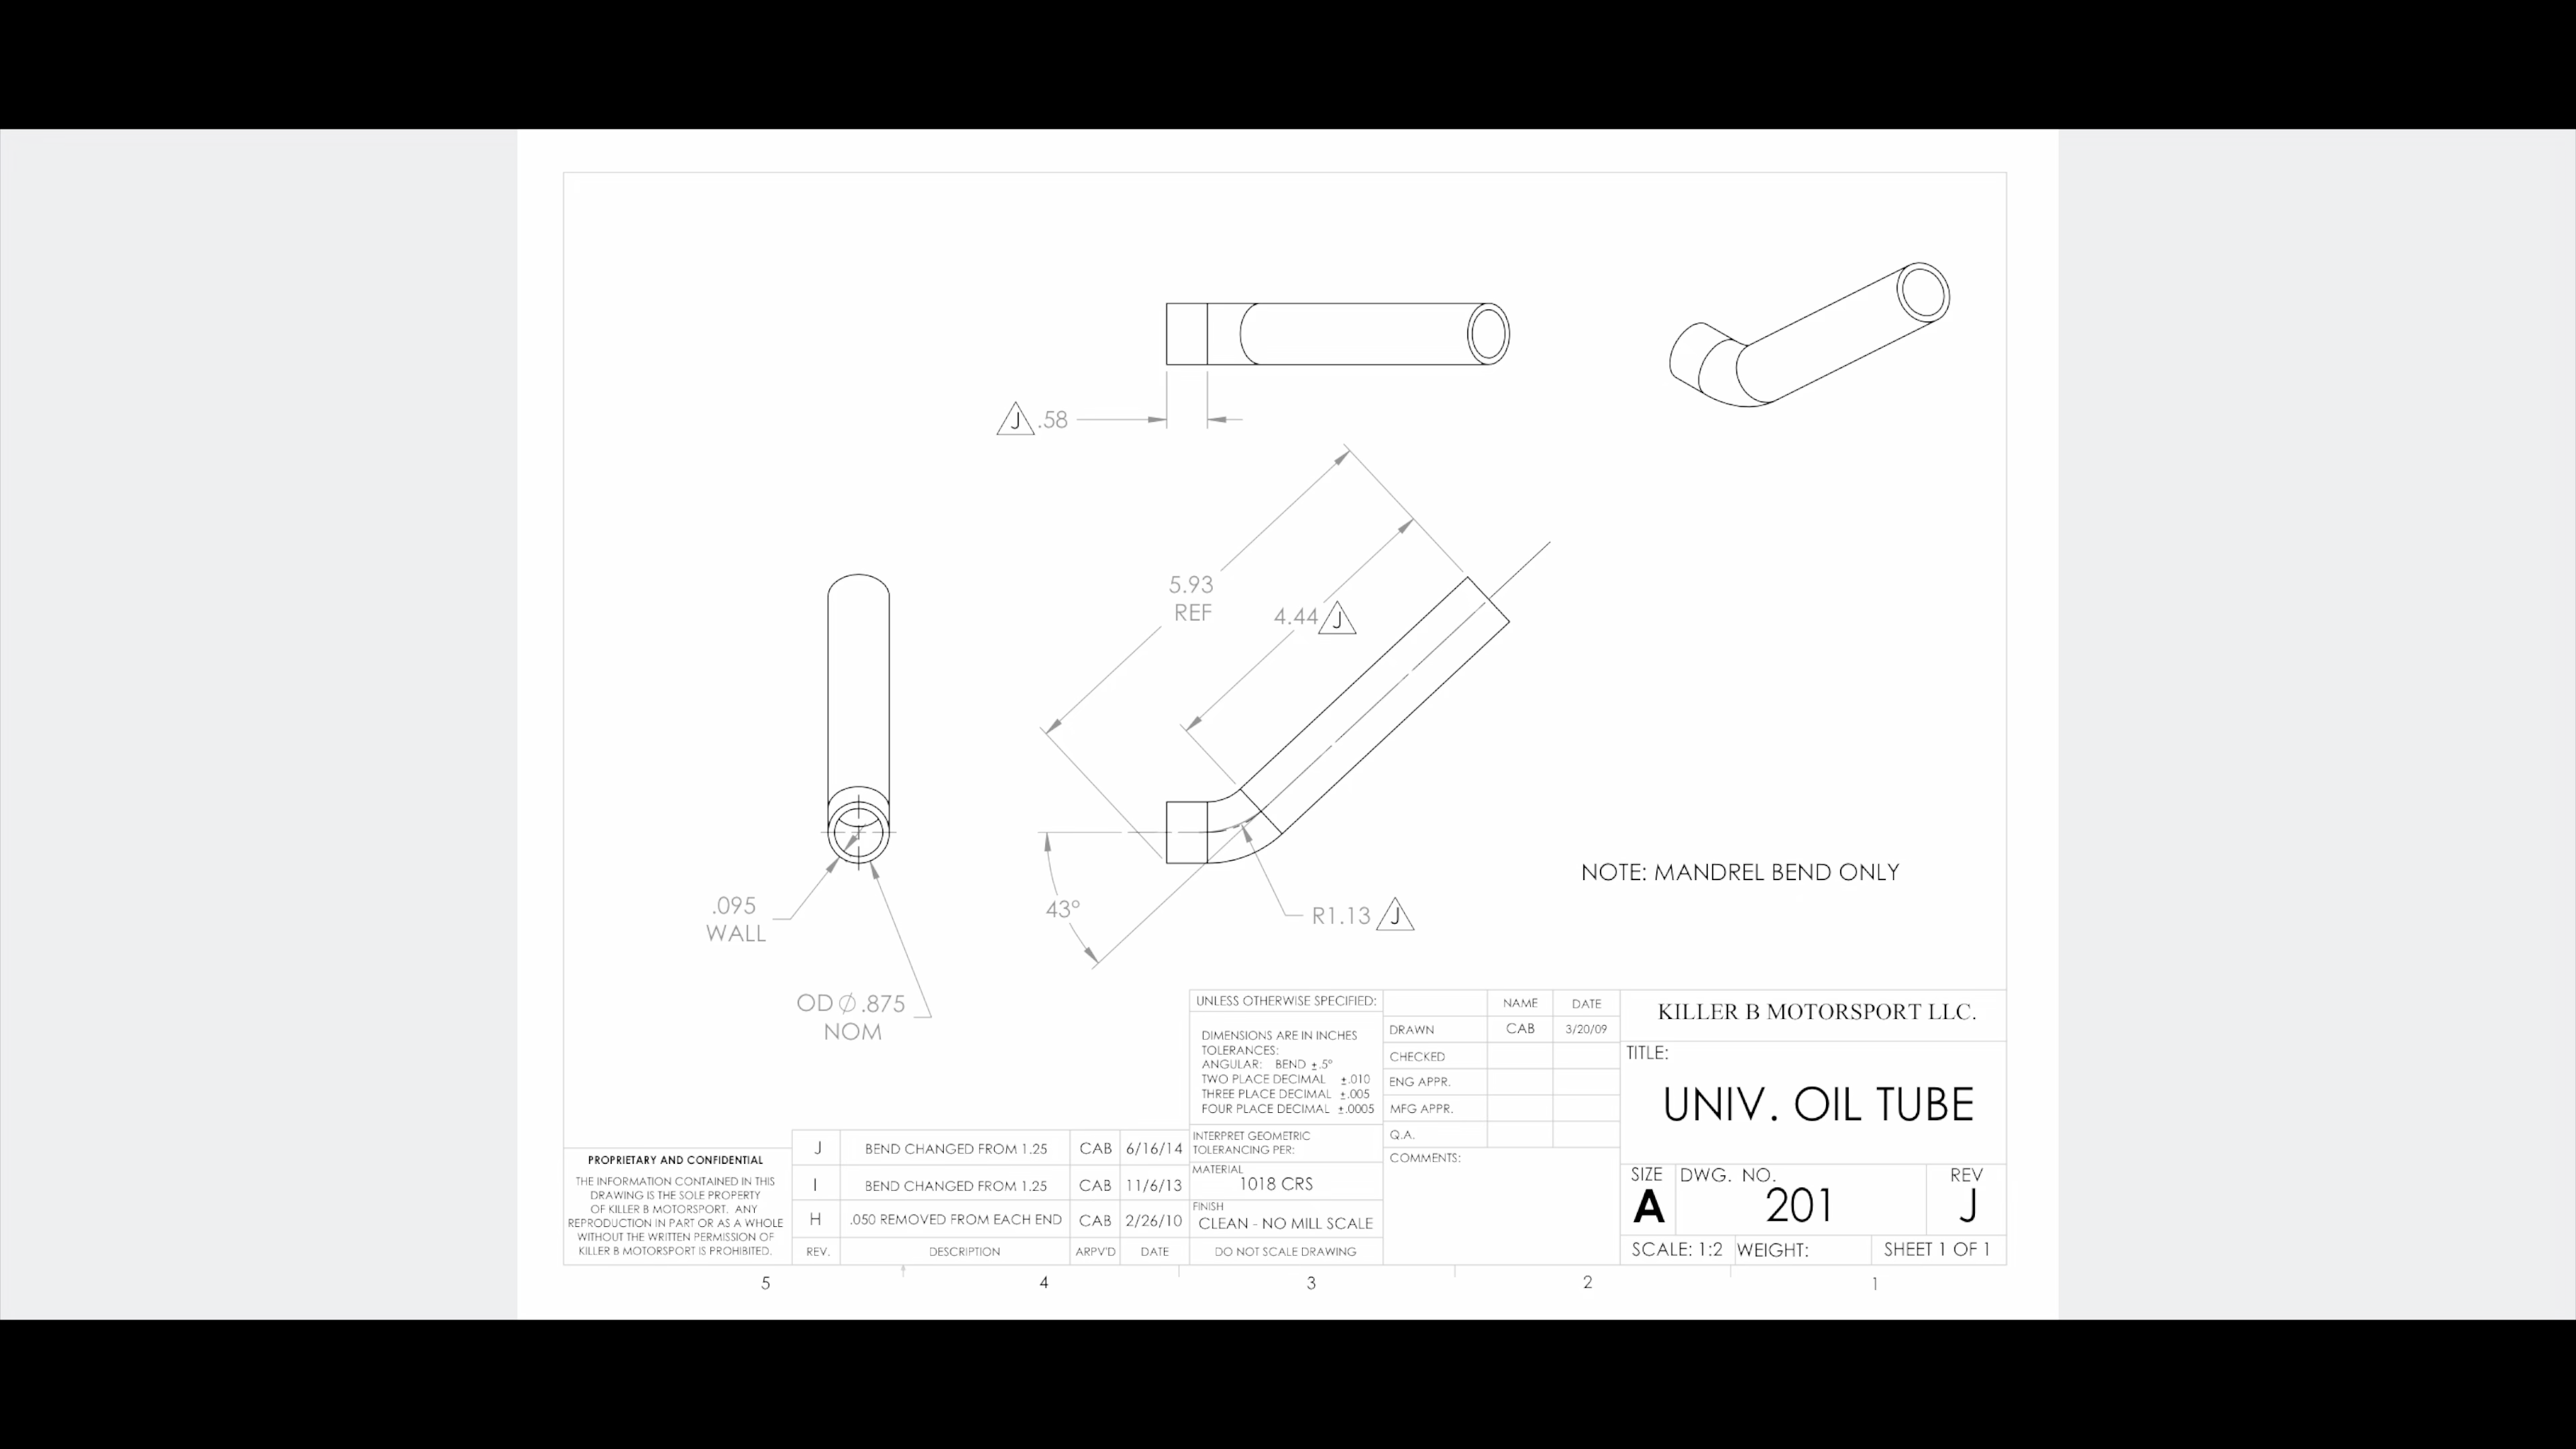 J .58
5.93
REF
4.44 J
43°
R1.13 J
.095
WALL
OD ∅ .875
NOM
NOTE: MANDREL BEND ONLY
UNLESS OTHERWISE SPECIFIED:
DIMENSIONS ARE IN INCHES
TOLERANCES:
ANGULAR: BEND ±.5°
TWO PLACE DECIMAL ±.010
THREE PLACE DECIMAL ±.005
FOUR PLACE DECIMAL ±.0005
INTERPRET GEOMETRIC
TOLERANCING PER:
MATERIAL
1018 CRS
FINISH
CLEAN - NO MILL SCALE
DO NOT SCALE DRAWING
NAME DATE
DRAWN CAB 3/20/09
CHECKED
ENG APPR.
MFG APPR.
Q.A.
COMMENTS:
KILLER B MOTORSPORT LLC.
TITLE:
UNIV. OIL TUBE
SIZE DWG. NO. REV
A 201 J
SCALE: 1:2 WEIGHT: SHEET 1 OF 1
PROPRIETARY AND CONFIDENTIAL
THE INFORMATION CONTAINED IN THIS
DRAWING IS THE SOLE PROPERTY
OF KILLER B MOTORSPORT. ANY
REPRODUCTION IN PART OR AS A WHOLE
WITHOUT THE WRITTEN PERMISSION OF
KILLER B MOTORSPORT IS PROHIBITED.
J BEND CHANGED FROM 1.25 CAB 6/16/14
I BEND CHANGED FROM 1.25 CAB 11/6/13
H .050 REMOVED FROM EACH END CAB 2/26/10
REV. DESCRIPTION ARPV'D DATE
5 4 3 2 1